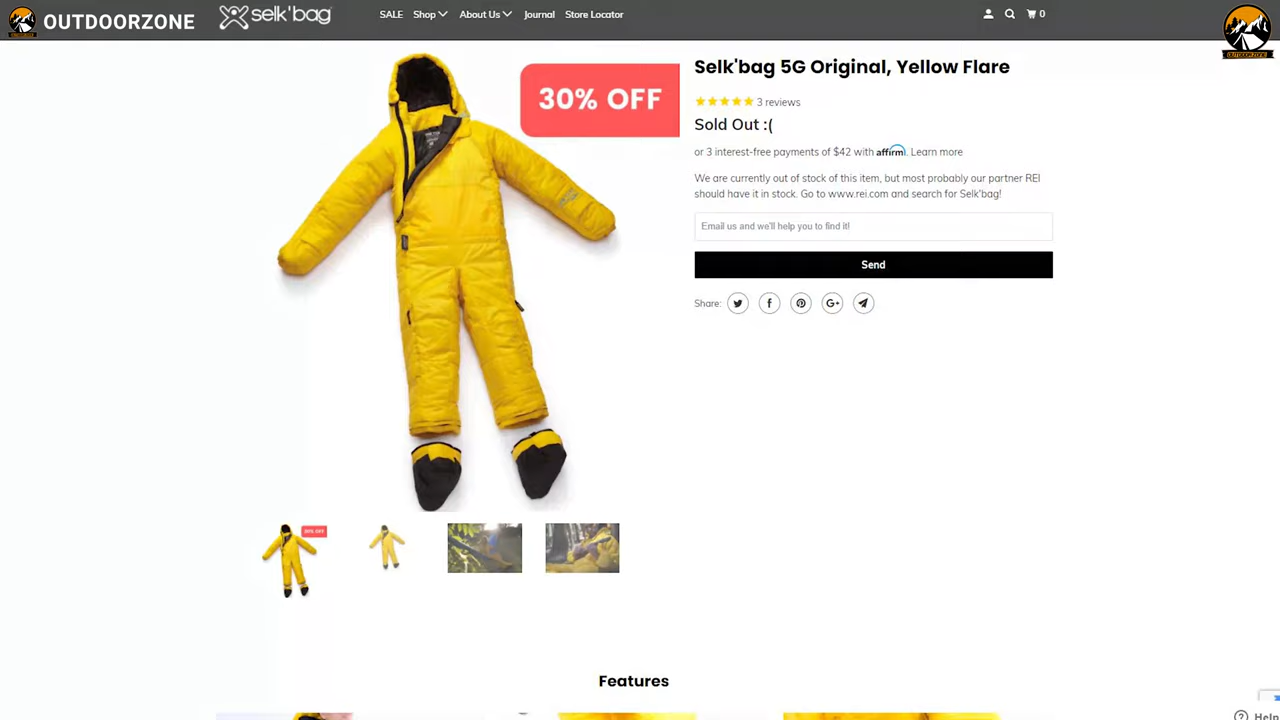 OUTDOORZONE
selk'bag
SALE Shop About Us Journal Store Locator
0
OUTDOORZONE
30% OFF
Selk'bag 5G Original, Yellow Flare
3 reviews
Sold Out :(
or 3 interest-free payments of $42 with affirm. Learn more
We are currently out of stock of this item, but most probably our partner REI
should have it in stock. Go to www.rei.com and search for Selk'bag!
Email us and we'll help you to find it!
Send
Share:
G+
30% OFF
Features
Help